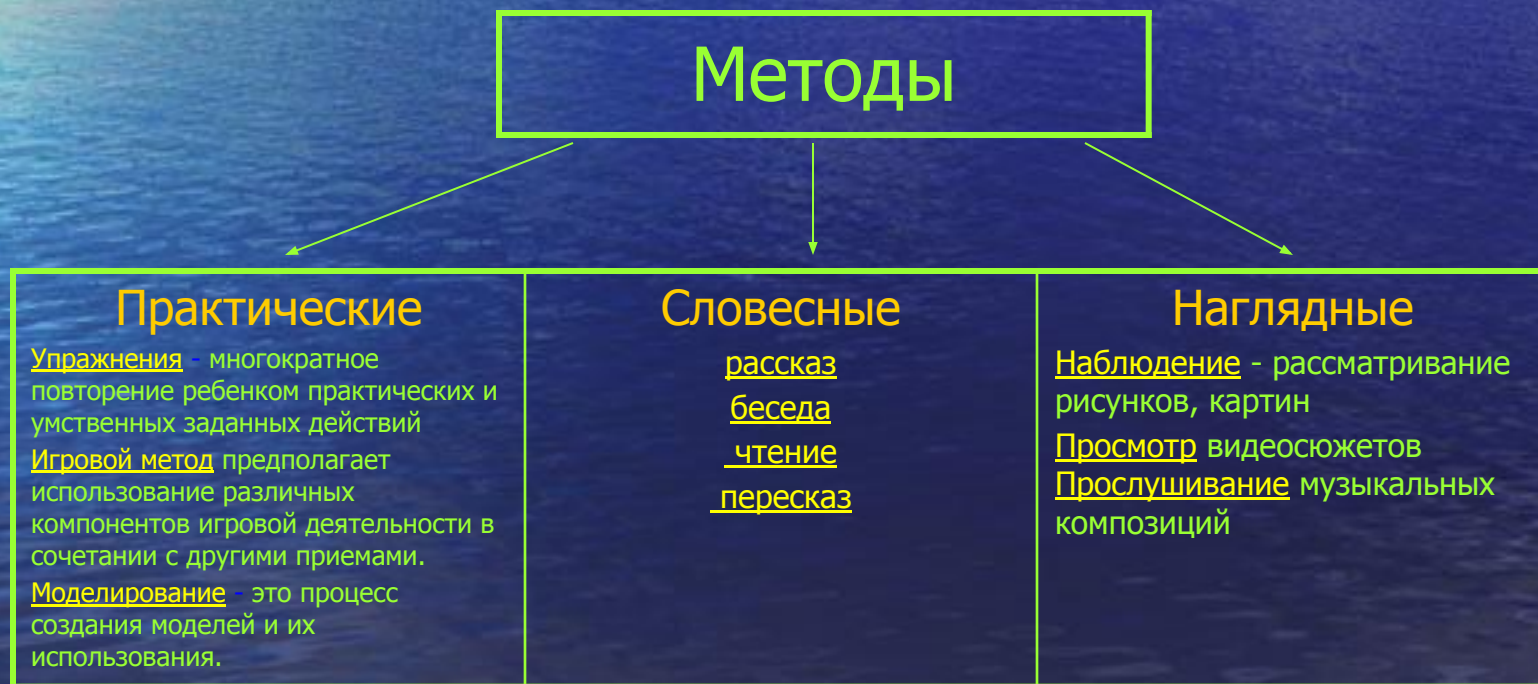 Методы
Практические
Упражнения - многократное
повторение ребенком практических и
умственных заданных действий
Игровой метод предполагает
использование различных
компонентов игровой деятельности в
сочетании с другими приемами.
Моделирование - это процесс
создания моделей и их
использования.
Словесные
рассказ
беседа
чтение
пересказ
Наглядные
Наблюдение - рассматривание
рисунков, картин
Просмотр видеосюжетов
Прослушивание музыкальных
композиций